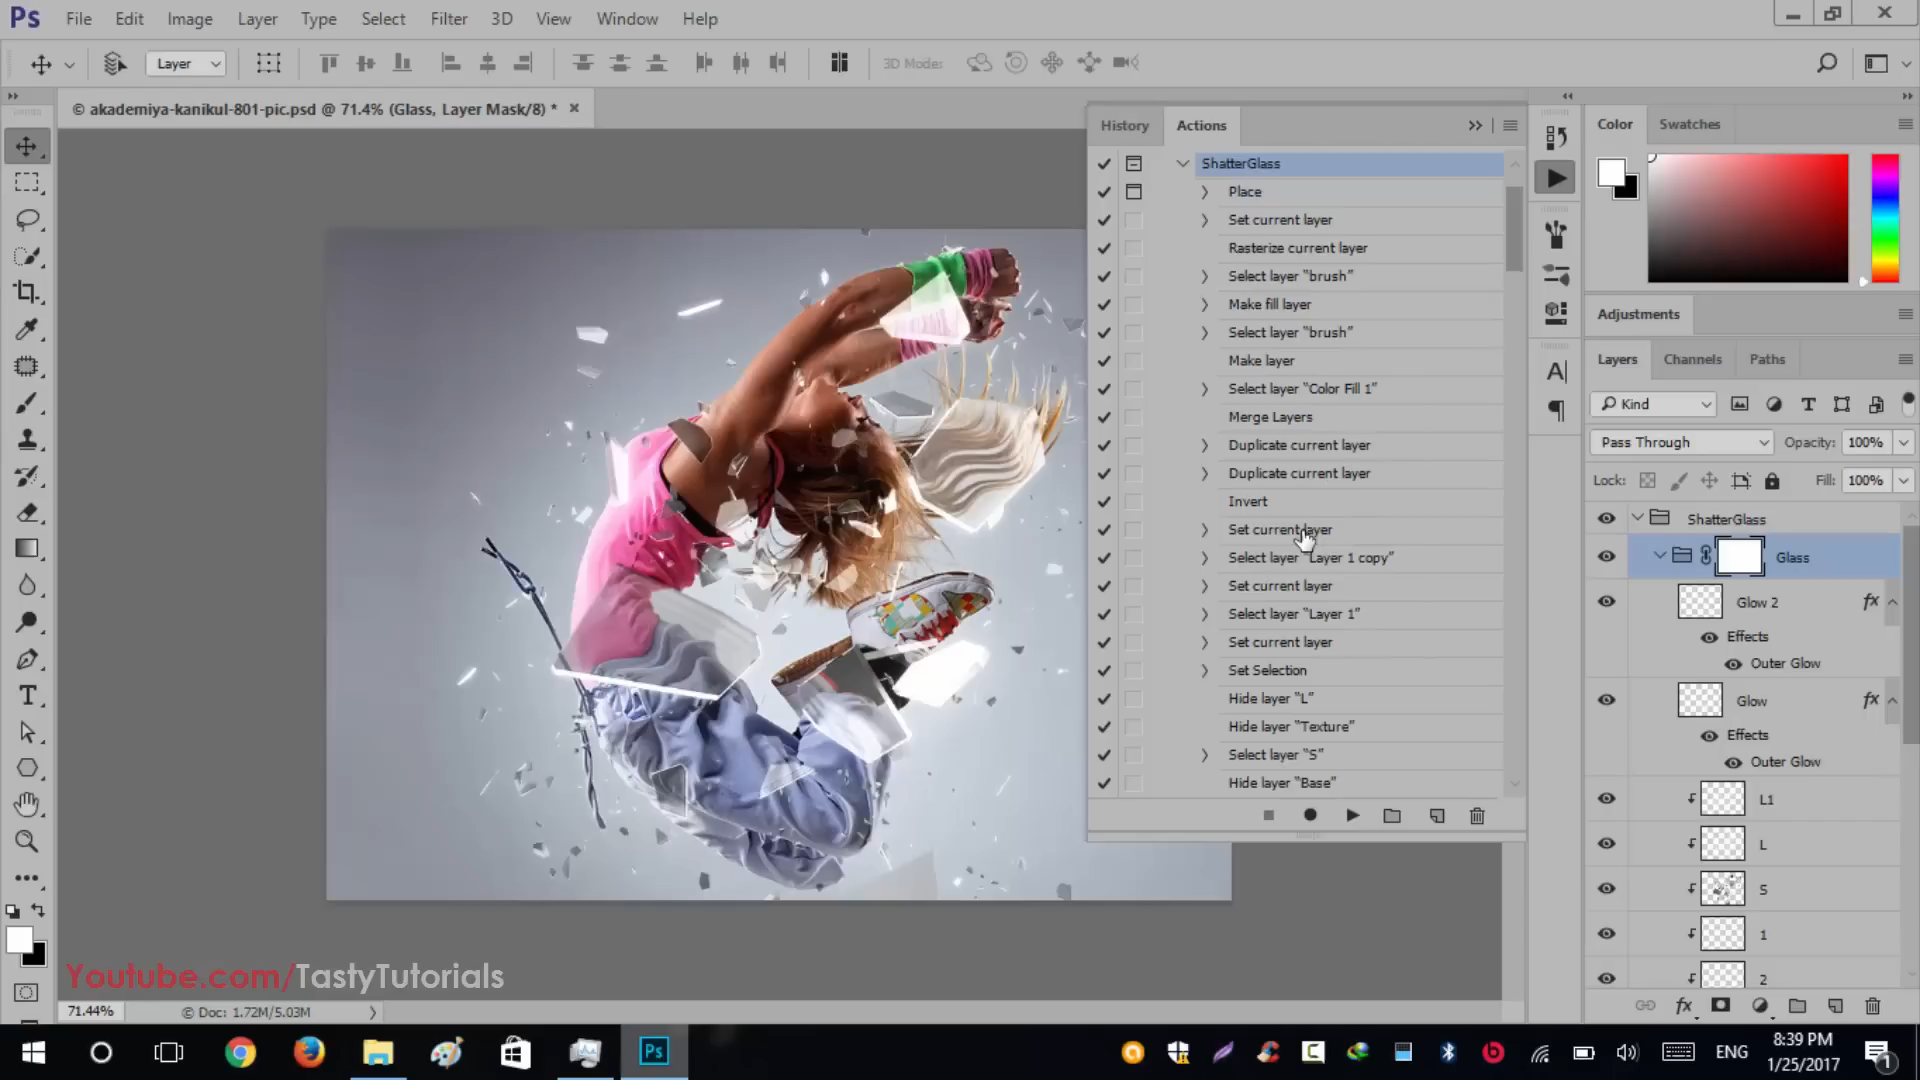 Ps File Edit Image Layer Type Select Filter 3D View Window Help
Layer 3D Mode:
© akademiya-kanikul-801-pic.psd @ 71.4% (Glass, Layer Mask/8) *
History Actions
ShatterGlass
Place
Set current layer
Rasterize current layer
Select layer "brush"
Make fill layer
Select layer "brush"
Make layer
Select layer "Color Fill 1"
Merge Layers
Duplicate current layer
Duplicate current layer
Invert
Set current layer
Select layer "Layer 1 copy"
Set current layer
Select layer "Layer 1"
Set current layer
Set Selection
Hide layer "L"
Hide layer "Texture"
Select layer "S"
Hide layer "Base"
Color Swatches
Adjustments
Layers Channels Paths
Kind
Pass Through Opacity: 100%
Lock: Fill: 100%
ShatterGlass
Glass
Glow 2 fx
Effects
Outer Glow
Glow fx
Effects
Outer Glow
L1
L
S
1
2
fx
Youtube.com/TastyTutorials
71.44% © Doc: 1.72M/5.03M
Ps
ENG
8:39 PM
1/25/2017
1